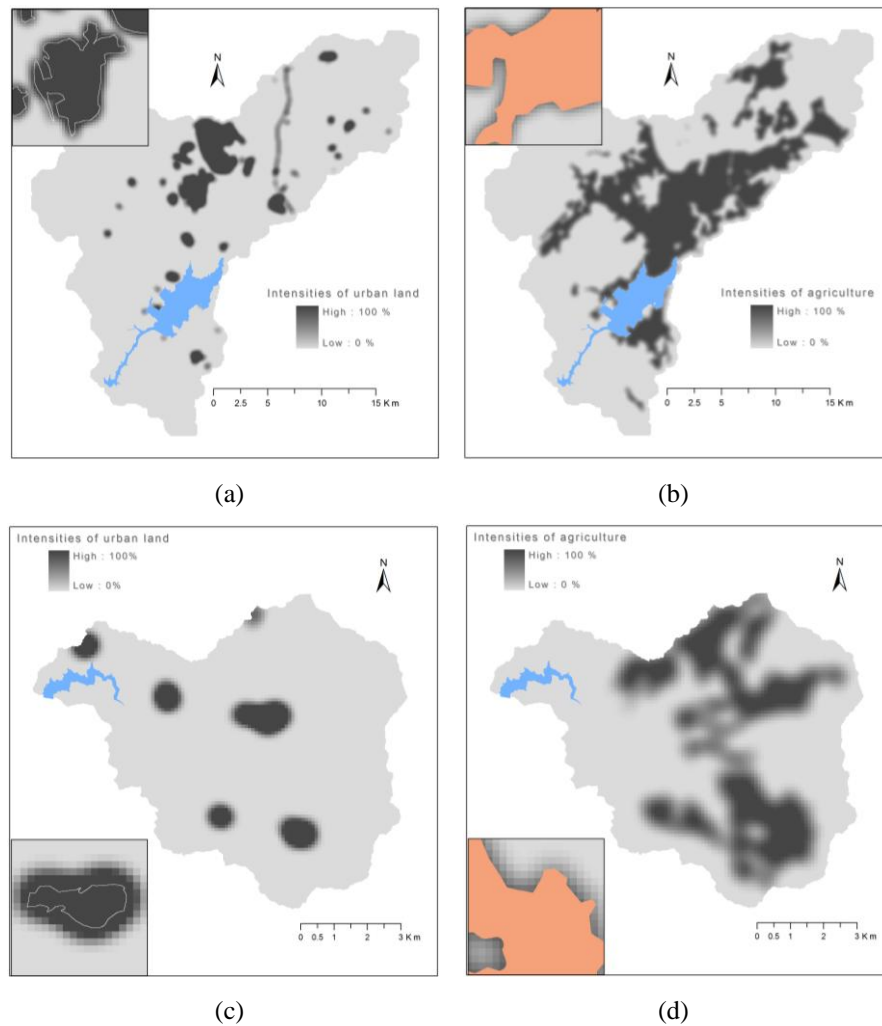 N
Intensities of urban land
High : 100 %
Low : 0 %
0 2.5 5 10 15 Km
(a)
N
Intensities of agriculture
High : 100 %
Low : 0 %
0 2.5 5 10 15 Km
(b)
Intensities of urban land
High : 100%
Low : 0%
N
0 0.5 1 2 3 Km
(c)
Intensities of agriculture
High : 100 %
Low : 0 %
N
0 0.5 1 2 3 Km
(d)